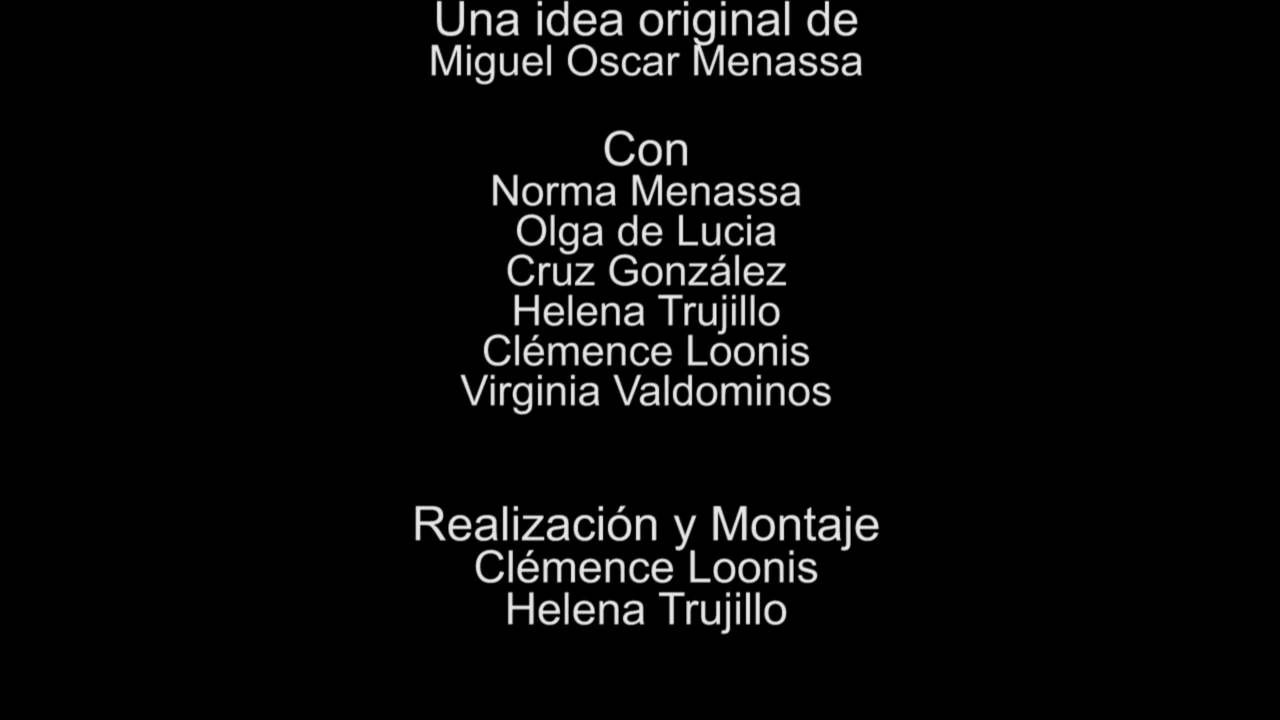 Una idea original de
Miguel Oscar Menassa
Con
Norma Menassa
Olga de Lucia
Cruz González
Helena Trujillo
Clémence Loonis
Virginia Valdominos
Realización y Montaje
Clémence Loonis
Helena Trujillo